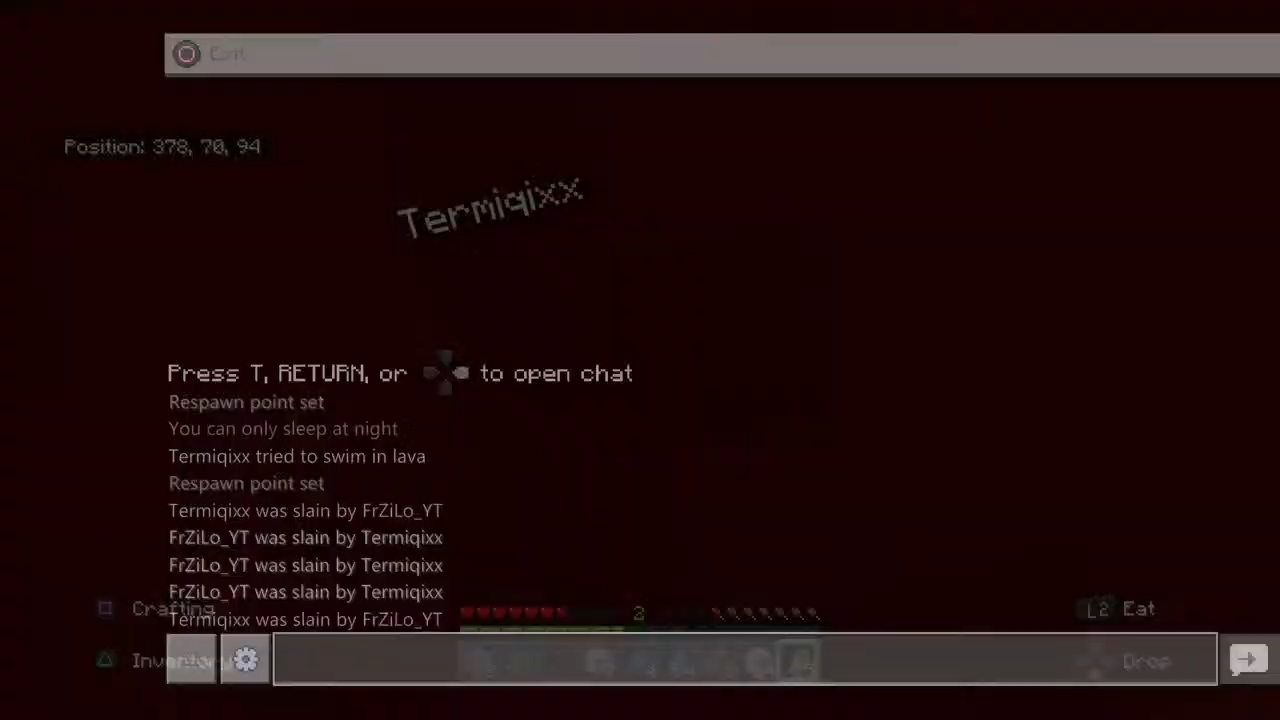 Exit
Position: 378, 70, 94
Termiqixx
Press T, RETURN, or to open chat
Respawn point set
You can only sleep at night
Termiqixx tried to swim in lava
Respawn point set
Termiqixx was slain by FrZiLo_YT
FrZiLo_YT was slain by Termiqixx
FrZiLo_YT was slain by Termiqixx
FrZiLo_YT was slain by Termiqixx
Crafting
Termiqixx was slain by FrZiLo_YT
2
L2 Eat
Inventory
Drop